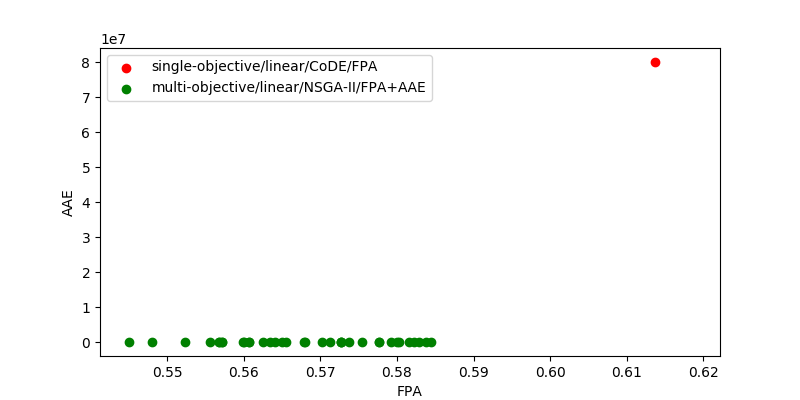 1e7
single-objective/linear/CoDE/FPA
multi-objective/linear/NSGA-II/FPA+AAE
8
7
6
5
4
3
2
1
0
AAE
0.55 0.56 0.57 0.58 0.59 0.60 0.61 0.62
FPA